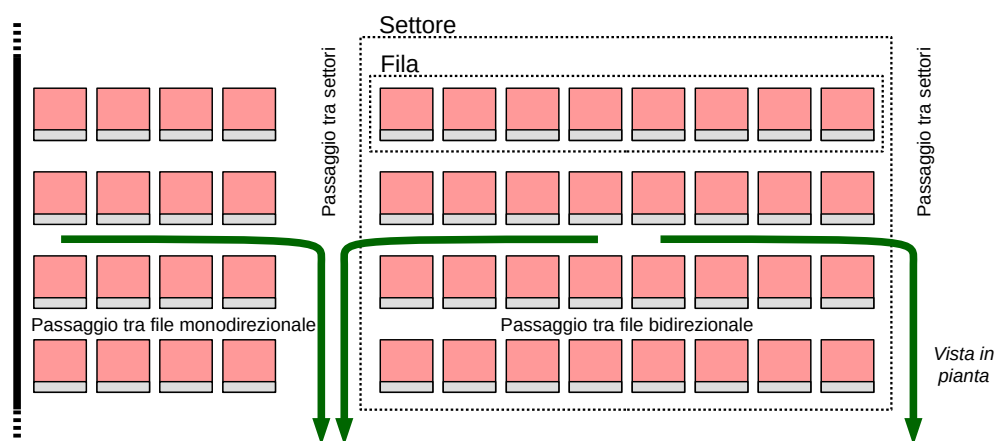 Settore
Fila
Passaggio tra settori
Passaggio tra settori
Passaggio tra file monodirezionale
Passaggio tra file bidirezionale
Vista in
pianta